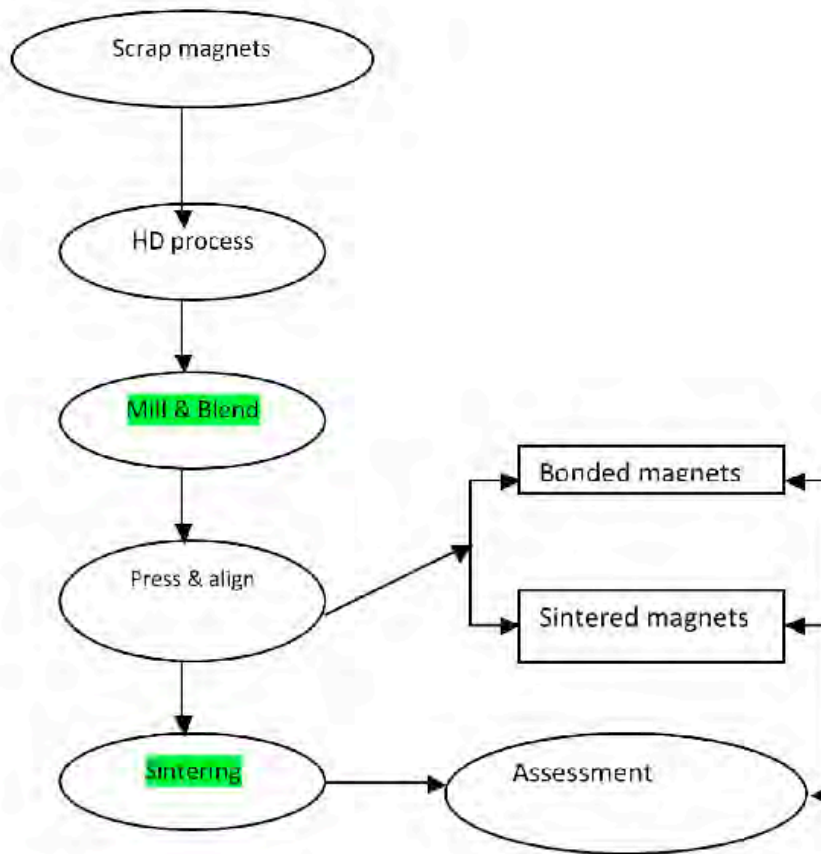 Scrap magnets
HD process
Mill & Blend
Press & align
Bonded magnets
Sintered magnets
Sintering
Assessment